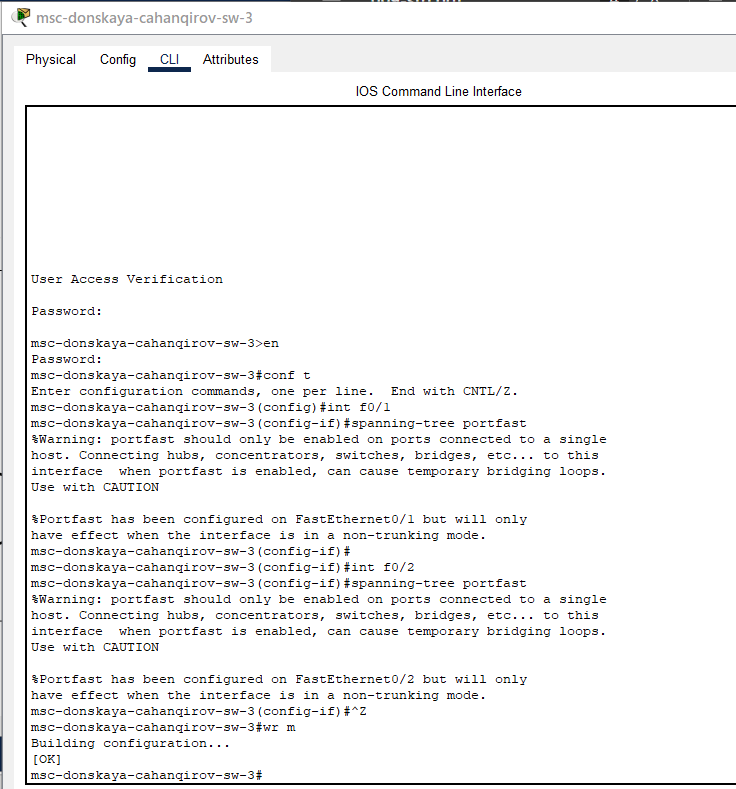 msc-donskaya-cahanqirov-sw-3
Physical Config CLI Attributes
IOS Command Line Interface
User Access Verification
Password:
msc-donskaya-cahanqirov-sw-3>en
Password:
msc-donskaya-cahanqirov-sw-3#conf t
Enter configuration commands, one per line.  End with CNTL/Z.
msc-donskaya-cahanqirov-sw-3(config)#int f0/1
msc-donskaya-cahanqirov-sw-3(config-if)#spanning-tree portfast
%Warning: portfast should only be enabled on ports connected to a single
host. Connecting hubs, concentrators, switches, bridges, etc... to this
interface  when portfast is enabled, can cause temporary bridging loops.
Use with CAUTION
%Portfast has been configured on FastEthernet0/1 but will only
have effect when the interface is in a non-trunking mode.
msc-donskaya-cahanqirov-sw-3(config-if)#
msc-donskaya-cahanqirov-sw-3(config-if)#int f0/2
msc-donskaya-cahanqirov-sw-3(config-if)#spanning-tree portfast
%Warning: portfast should only be enabled on ports connected to a single
host. Connecting hubs, concentrators, switches, bridges, etc... to this
interface  when portfast is enabled, can cause temporary bridging loops.
Use with CAUTION
%Portfast has been configured on FastEthernet0/2 but will only
have effect when the interface is in a non-trunking mode.
msc-donskaya-cahanqirov-sw-3(config-if)#^Z
msc-donskaya-cahanqirov-sw-3#wr m
Building configuration...
[OK]
msc-donskaya-cahanqirov-sw-3#